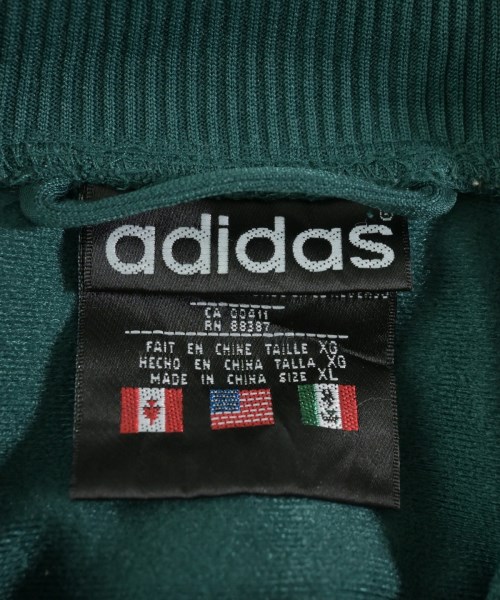 adidas
CA 00411
RN 88387
FAIT EN CHINE TAILLE XG
HECHO EN CHINA TALLA XG
MADE IN CHINA SIZE XL